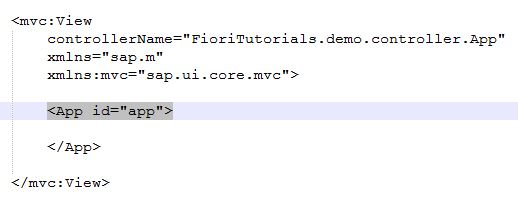 <mvc:View
controllerName="FioriTutorials.demo.controller.App"
xmlns="sap.m"
xmlns:mvc="sap.ui.core.mvc">
<App id="app">
</App>
</mvc:View>